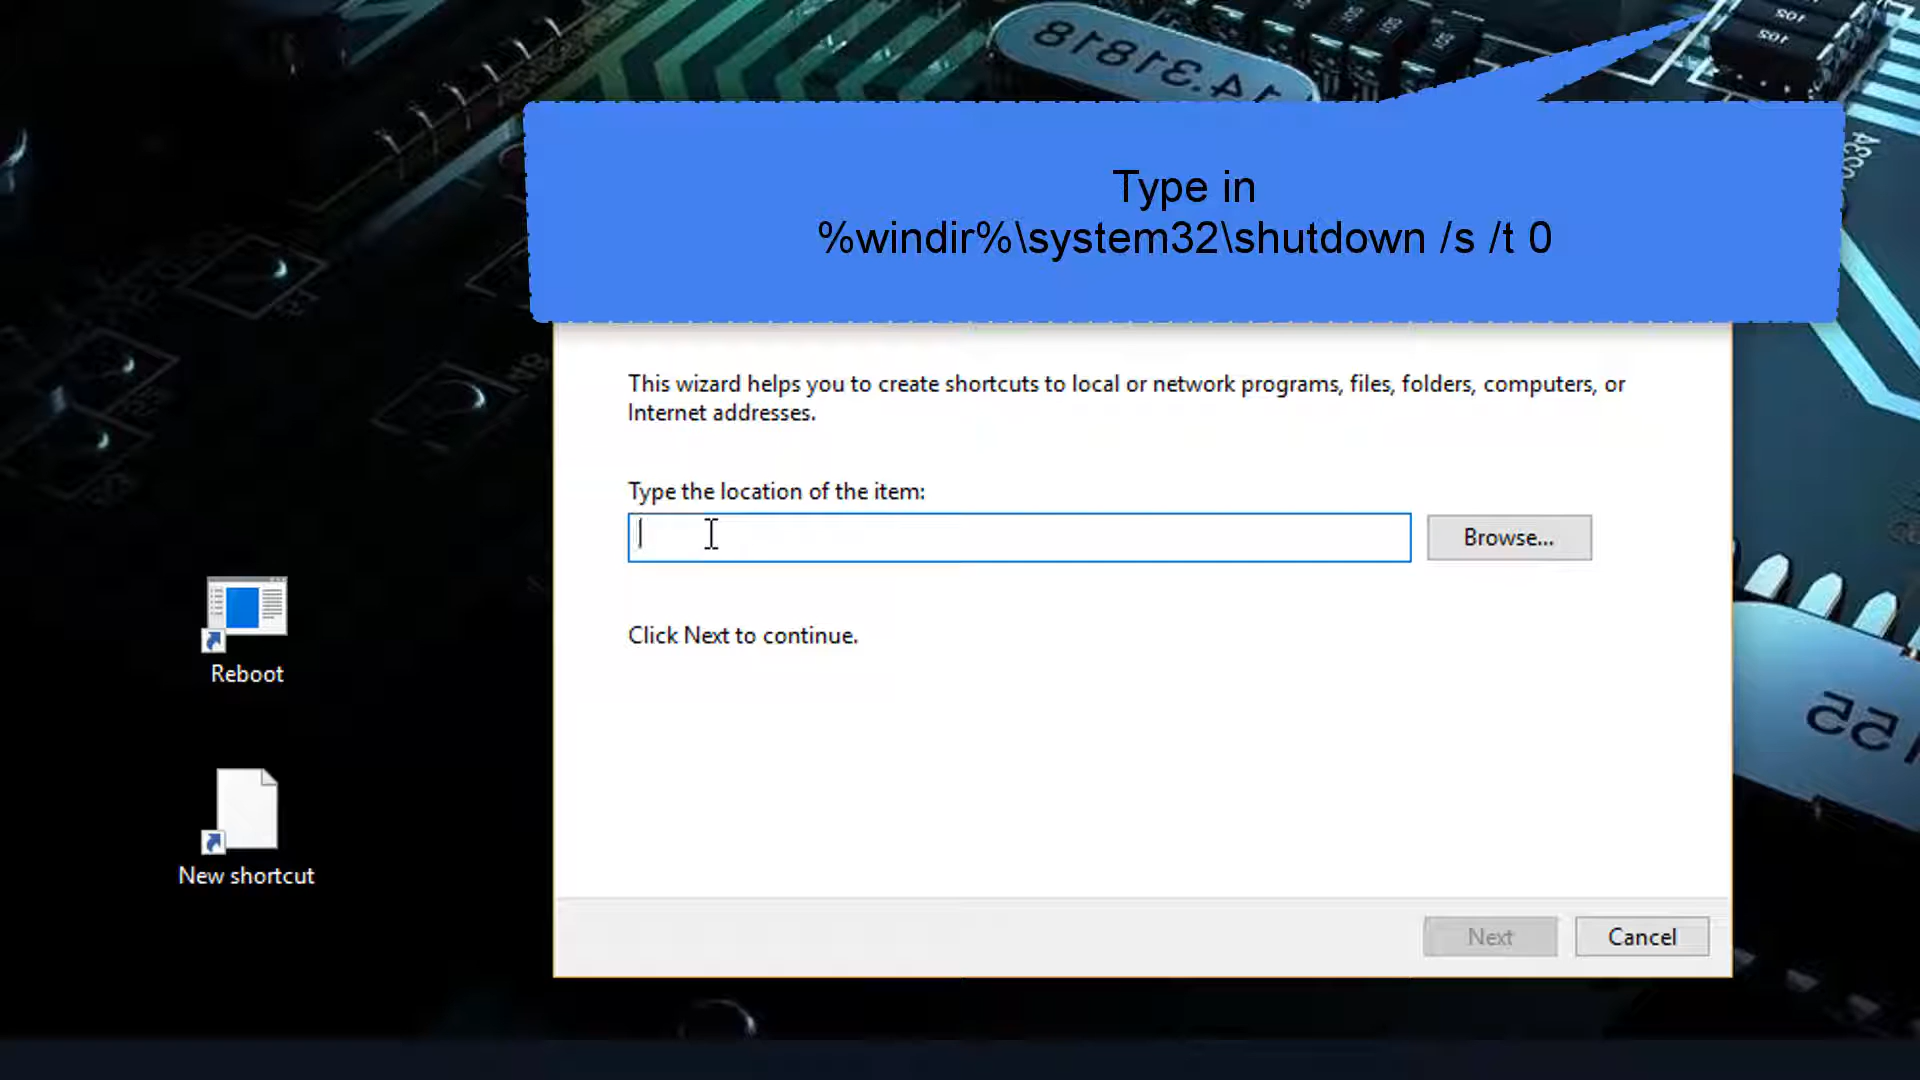 Type in
%windir%\system32\shutdown /s /t 0
This wizard helps you to create shortcuts to local or network programs, files, folders, computers, or
Internet addresses.
Type the location of the item:
Browse...
Click Next to continue.
Reboot
New shortcut
Next
Cancel